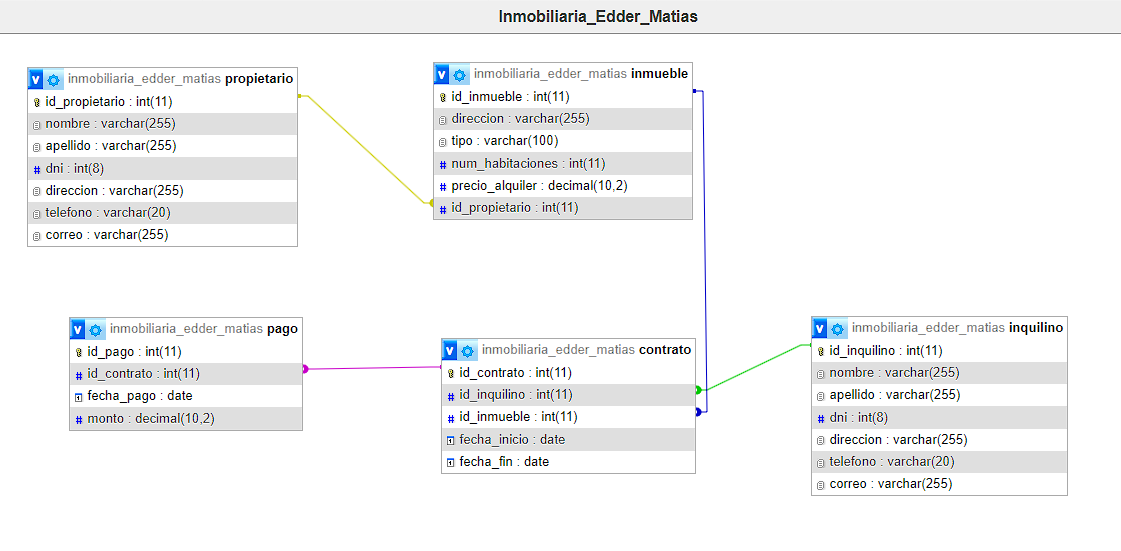 Inmobiliaria_Edder_Matias
V inmobiliaria_edder_matias propietario
id_propietario : int(11)
nombre : varchar(255)
apellido : varchar(255)
# dni : int(8)
direccion : varchar(255)
telefono : varchar(20)
correo : varchar(255)
V inmobiliaria_edder_matias inmueble
id_inmueble : int(11)
direccion : varchar(255)
tipo : varchar(100)
# num_habitaciones : int(11)
# precio_alquiler : decimal(10,2)
# id_propietario : int(11)
V inmobiliaria_edder_matias pago
id_pago : int(11)
# id_contrato : int(11)
fecha_pago : date
# monto : decimal(10,2)
V inmobiliaria_edder_matias contrato
id_contrato : int(11)
# id_inquilino : int(11)
# id_inmueble : int(11)
fecha_inicio : date
fecha_fin : date
V inmobiliaria_edder_matias inquilino
id_inquilino : int(11)
nombre : varchar(255)
apellido : varchar(255)
# dni : int(8)
direccion : varchar(255)
telefono : varchar(20)
correo : varchar(255)